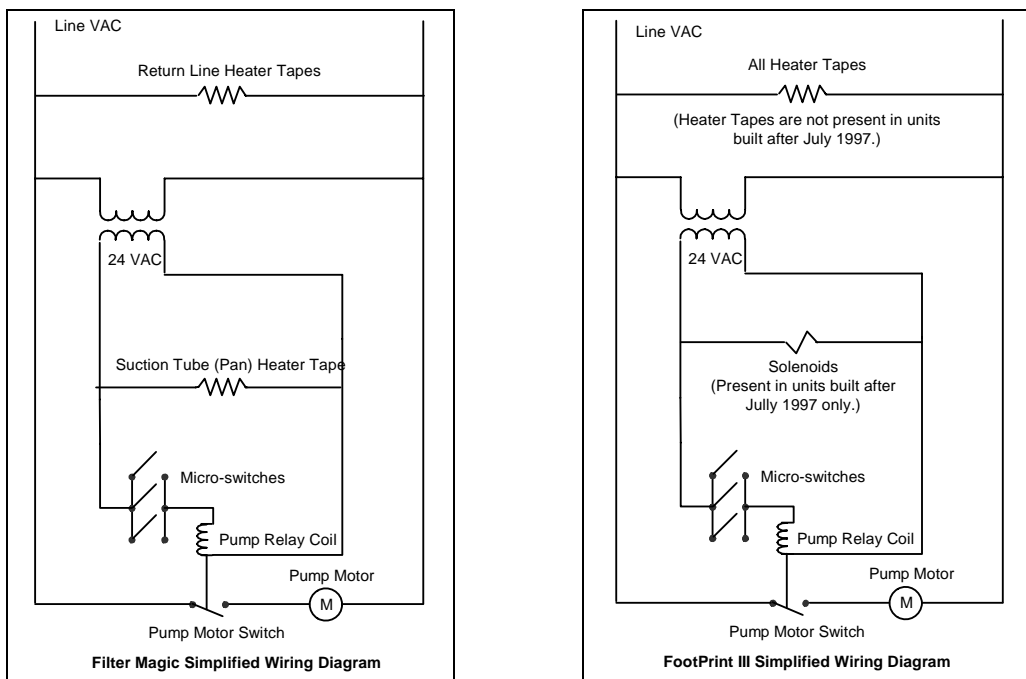 Line VAC
Return Line Heater Tapes
24 VAC
Suction Tube (Pan) Heater Tape
Micro-switches
Pump Relay Coil
Pump Motor
M
Pump Motor Switch
Filter Magic Simplified Wiring Diagram
Line VAC
All Heater Tapes
(Heater Tapes are not present in units
built after July 1997.)
24 VAC
Solenoids
(Present in units built after
Jully 1997 only.)
Micro-switches
Pump Relay Coil
Pump Motor
M
Pump Motor Switch
FootPrint III Simplified Wiring Diagram